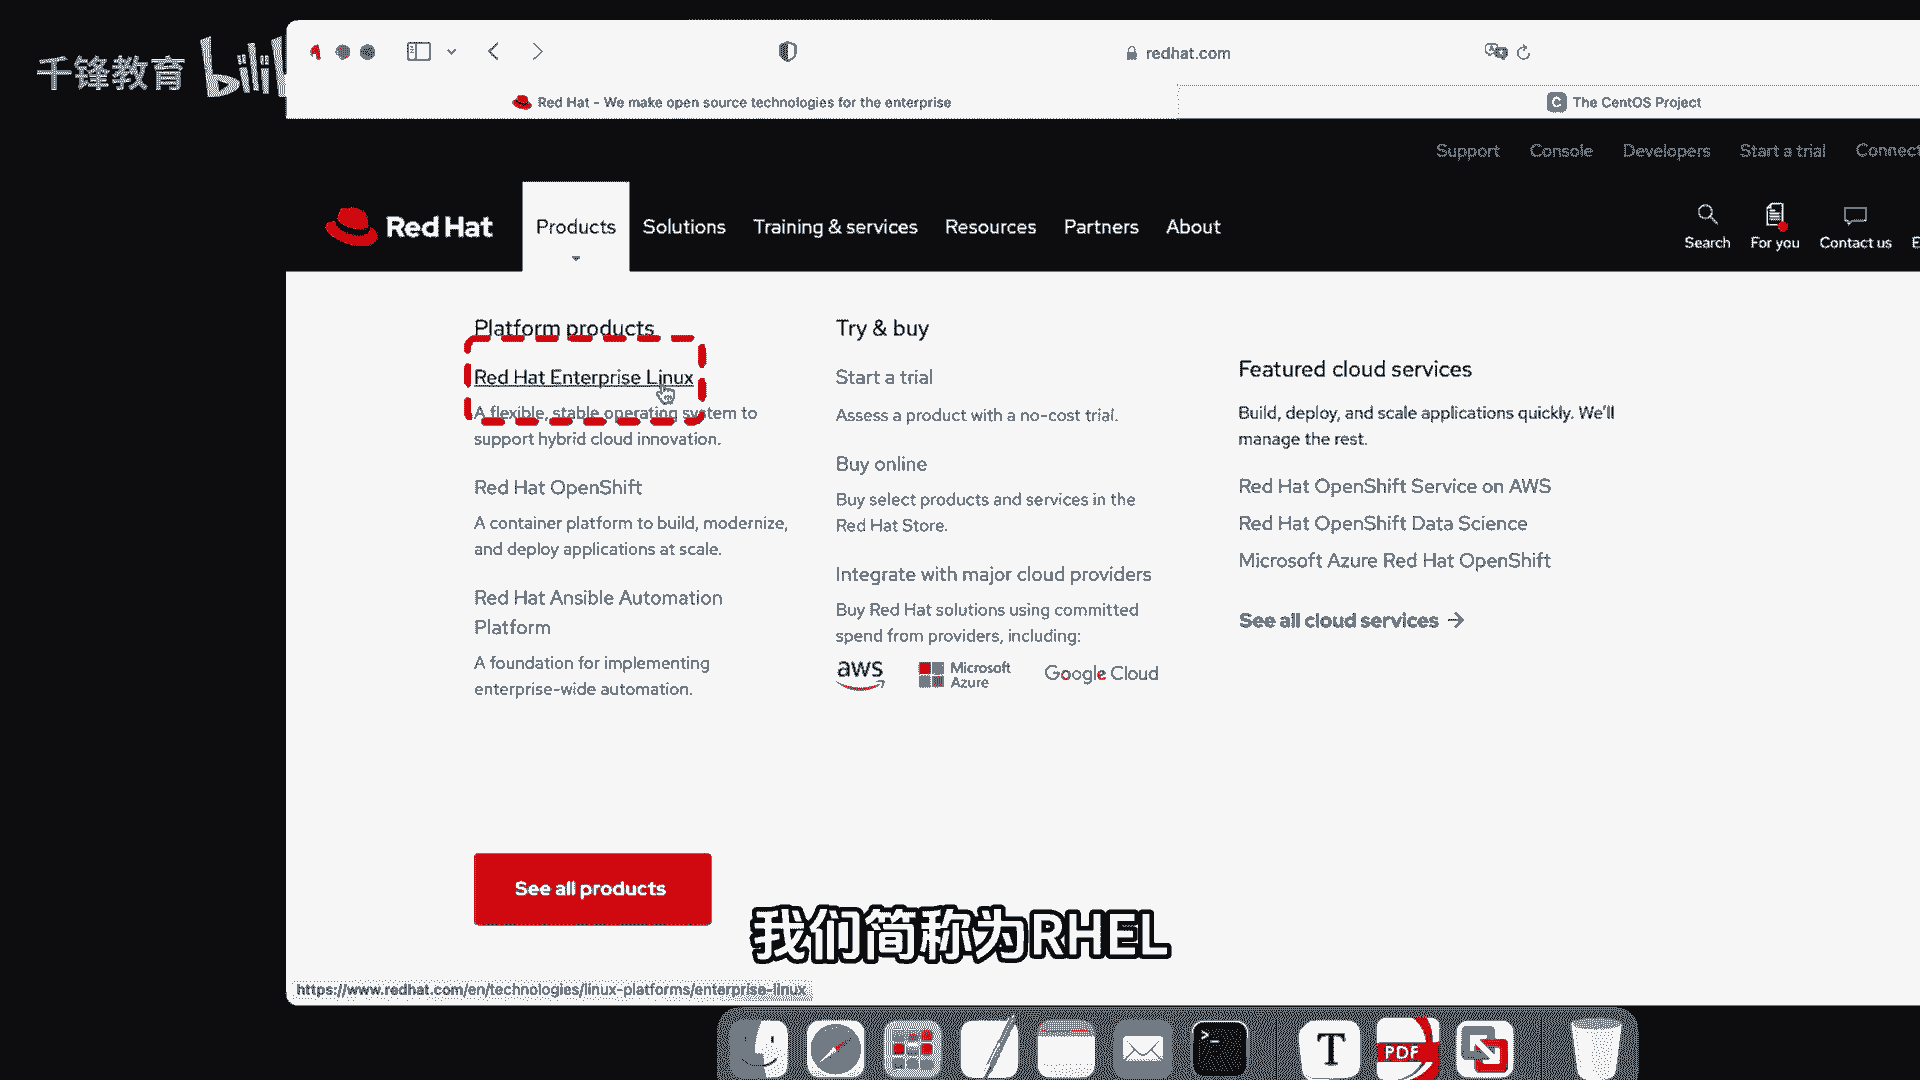 千锋教育 bilib
redhat.com
Red Hat - We make open source technologies for the enterprise
The CentOS Project
Support Console Developers Start a trial Connect
Red Hat Products Solutions Training & services Resources Partners About
Search For you Contact us E
Platform products
Red Hat Enterprise Linux
A flexible, stable operating system to
support hybrid cloud innovation.
Red Hat OpenShift
A container platform to build, modernize,
and deploy applications at scale.
Red Hat Ansible Automation
Platform
A foundation for implementing
enterprise-wide automation.
Try & buy
Start a trial
Assess a product with a no-cost trial.
Buy online
Buy select products and services in the
Red Hat Store.
Integrate with major cloud providers
Buy Red Hat solutions using committed
spend from providers, including:
aws Microsoft Azure Google Cloud
Featured cloud services
Build, deploy, and scale applications quickly. We'll
manage the rest.
Red Hat OpenShift Service on AWS
Red Hat OpenShift Data Science
Microsoft Azure Red Hat OpenShift
See all cloud services →
See all products
我们简称为RHEL
https://www.redhat.com/en/technologies/linux-platforms/enterprise-linux
T PDF